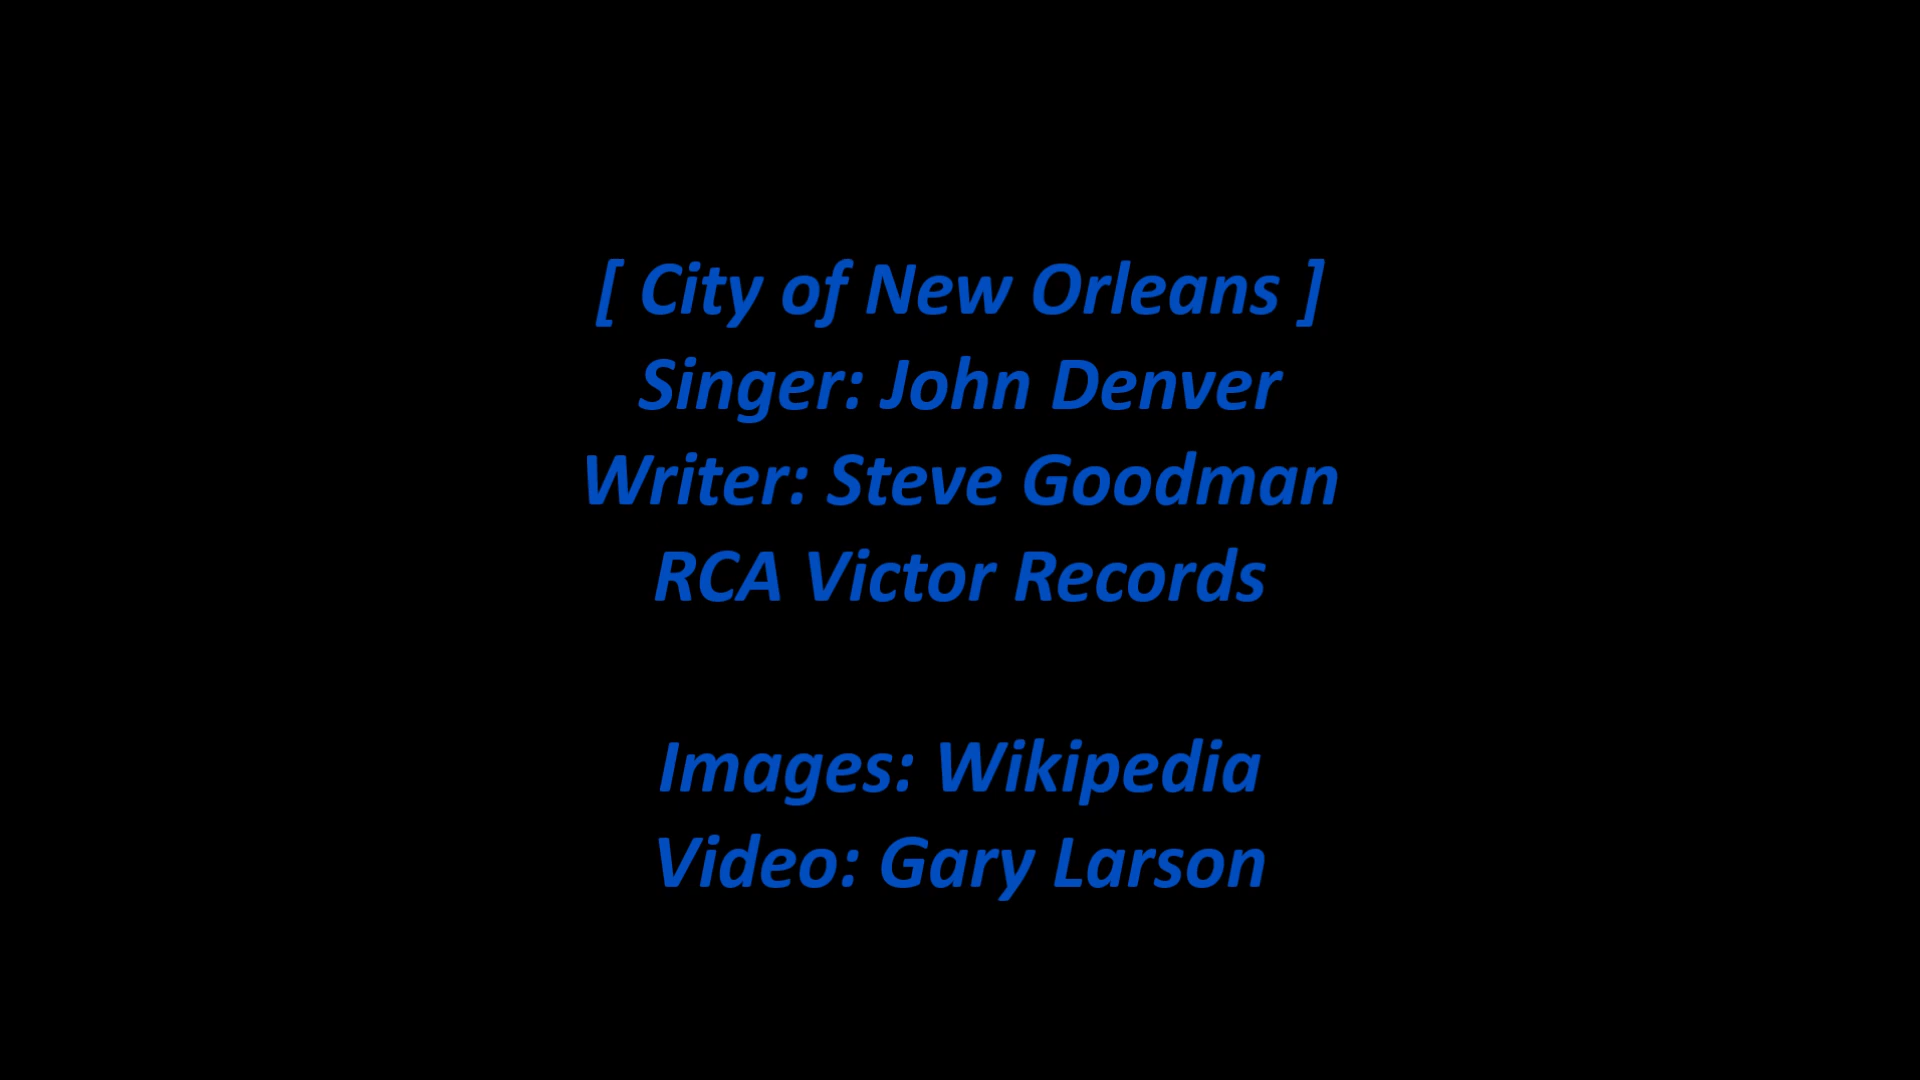 [ City of New Orleans ]
Singer: John Denver
Writer: Steve Goodman
RCA Victor Records
Images: Wikipedia
Video: Gary Larson